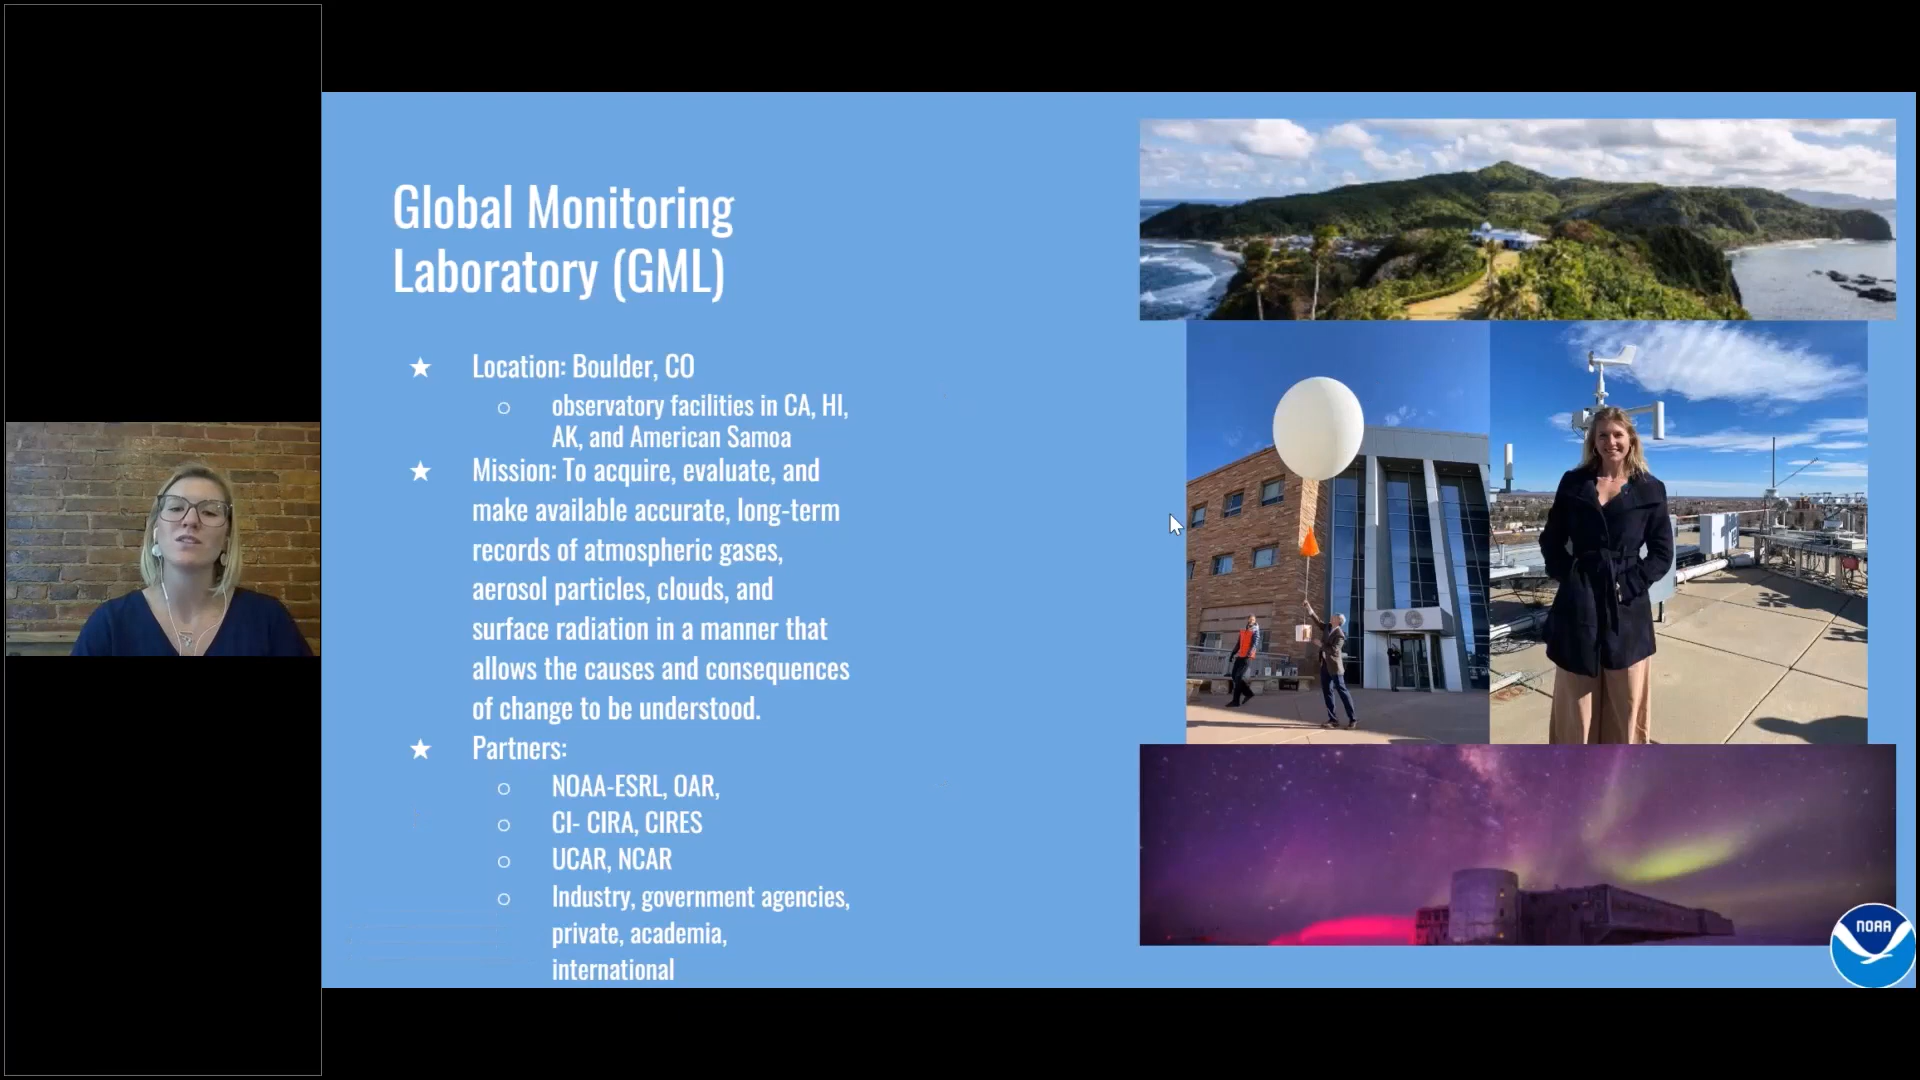 Global Monitoring
Laboratory (GML)
★ Location: Boulder, CO
○ observatory facilities in CA, HI,
AK, and American Samoa
★ Mission: To acquire, evaluate, and
make available accurate, long-term
records of atmospheric gases,
aerosol particles, clouds, and
surface radiation in a manner that
allows the causes and consequences
of change to be understood.
★ Partners:
○ NOAA-ESRL, OAR,
○ CI- CIRA, CIRES
○ UCAR, NCAR
○ Industry, government agencies,
private, academia,
international
NOAA